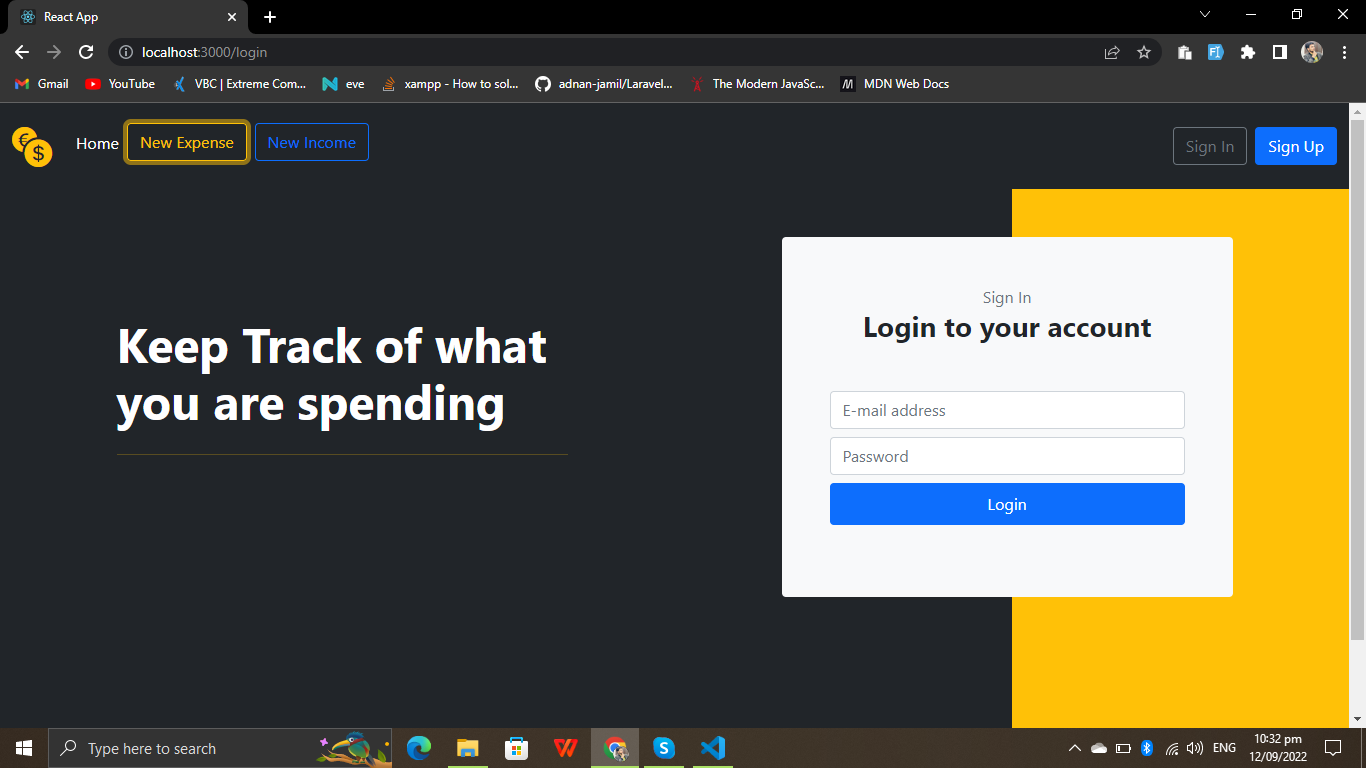 React App
localhost:3000/login
Gmail
YouTube
VBC | Extreme Com...
eve
xampp - How to sol...
adnan-jamil/Laravel...
The Modern JavaSc...
MDN Web Docs
€
$
Home
New Expense
New Income
Sign In
Sign Up
Keep Track of what
you are spending
Sign In
Login to your account
E-mail address
Password
Login
Type here to search
ENG
10:32 pm
12/09/2022